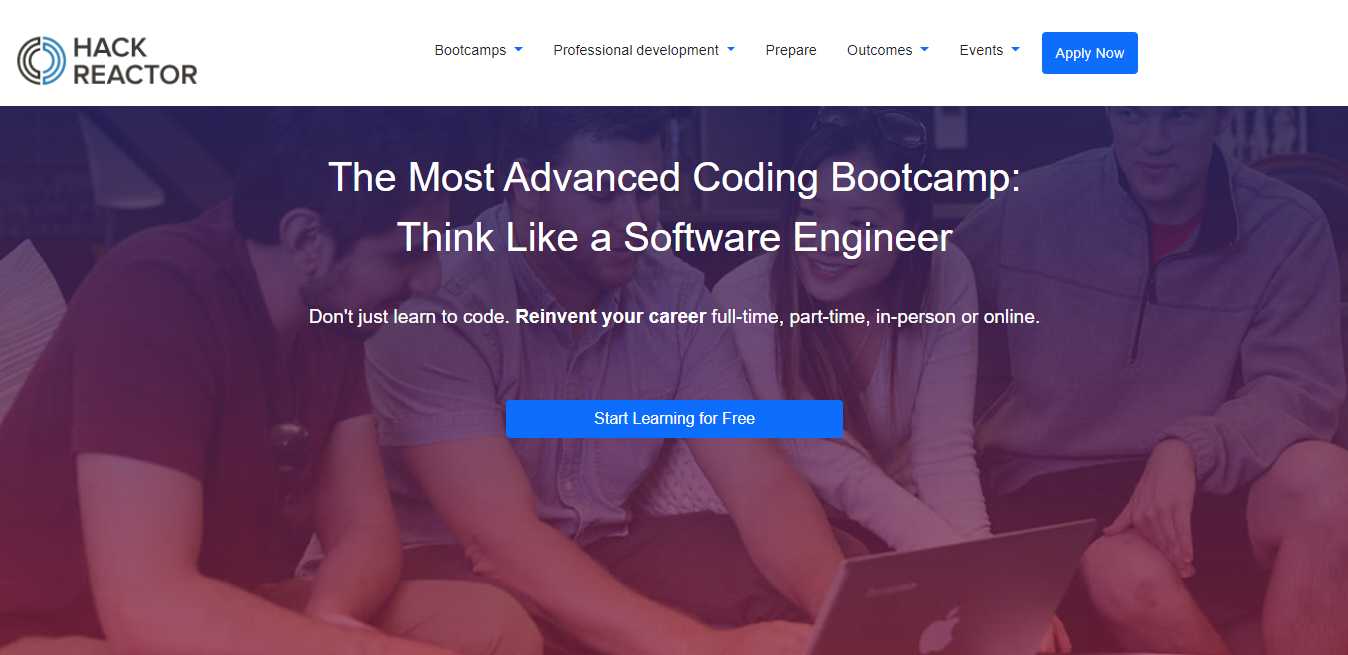 HACK
REACTOR
Bootcamps
Professional development
Prepare
Outcomes
Events
Apply Now
The Most Advanced Coding Bootcamp:
Think Like a Software Engineer
Don't just learn to code. Reinvent your career full-time, part-time, in-person or online.
Start Learning for Free